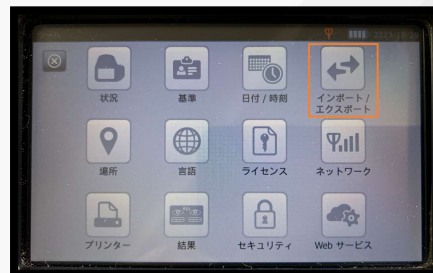 状況
基準
日付 / 時刻
インポート /
エクスポート
場所
言語
ライセンス
ネットワーク
プリンター
結果
セキュリティ
Web サービス